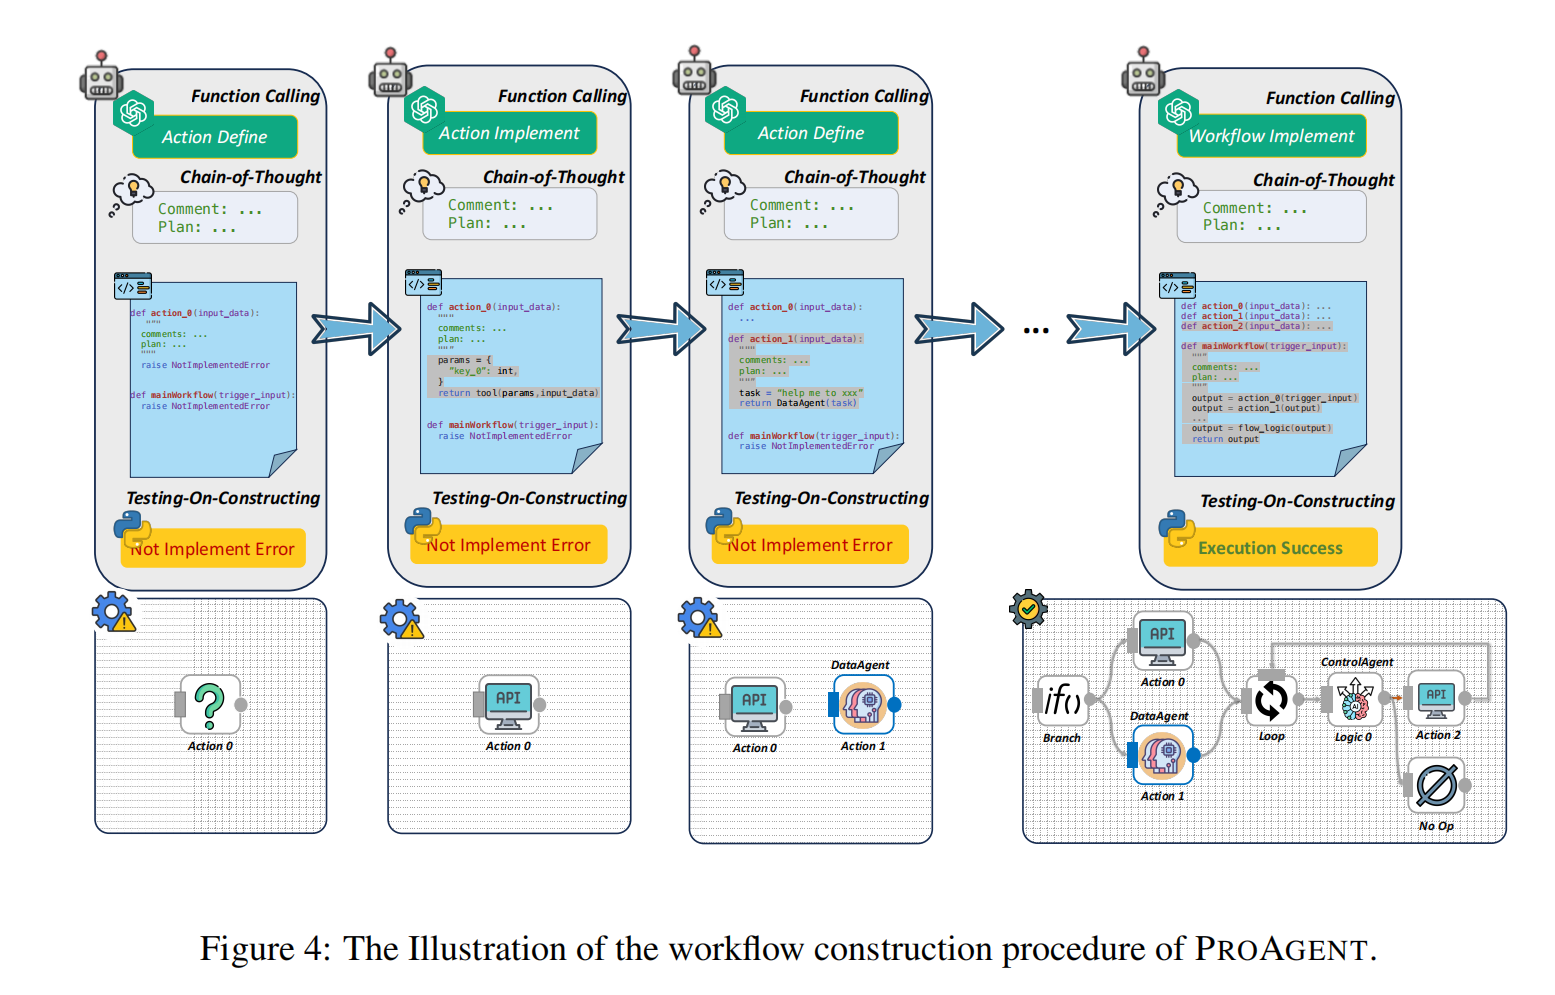 Function Calling
Action Define
Chain-of-Thought
Comment: ...
Plan: ...
</>
def action_0(input_data):
"""
comments: ...
plan: ...
"""
raise NotImplementedError
def mainWorkflow(trigger_input):
raise NotImplementedError
Testing-On-Constructing
Not Implement Error
Action 0
Function Calling
Action Implement
Chain-of-Thought
Comment: ...
Plan: ...
</>
def action_0(input_data):
"""
comments: ...
plan: ...
"""
params = {
"key_0": int,
}
return tool(params,input_data)
def mainWorkflow(trigger_input):
raise NotImplementedError
Testing-On-Constructing
Not Implement Error
API
Action 0
Function Calling
Action Define
Chain-of-Thought
Comment: ...
Plan: ...
</>
def action_0(input_data):
...
def action_1(input_data):
"""
comments: ...
plan: ...
"""
task = "help me to xxx"
return DataAgent(task)
def mainWorkflow(trigger_input):
raise NotImplementedError
Testing-On-Constructing
Not Implement Error
API
Action 0
DataAgent
Action 1
...
Function Calling
Workflow Implement
Chain-of-Thought
Comment: ...
Plan: ...
</>
def action_0(input_data): ...
def action_1(input_data): ...
def action_2(input_data): ...
def mainWorkflow(trigger_input):
"""
comments: ...
plan: ...
"""
output = action_0(trigger_input)
output = action_1(output)
...
output = flow_logic(output)
return output
Testing-On-Constructing
Execution Success
if()
Branch
API
Action 0
DataAgent
Action 1
Loop
ControlAgent
AI
Logic 0
API
Action 2
No Op
Figure 4: The Illustration of the workflow construction procedure of PROAGENT.